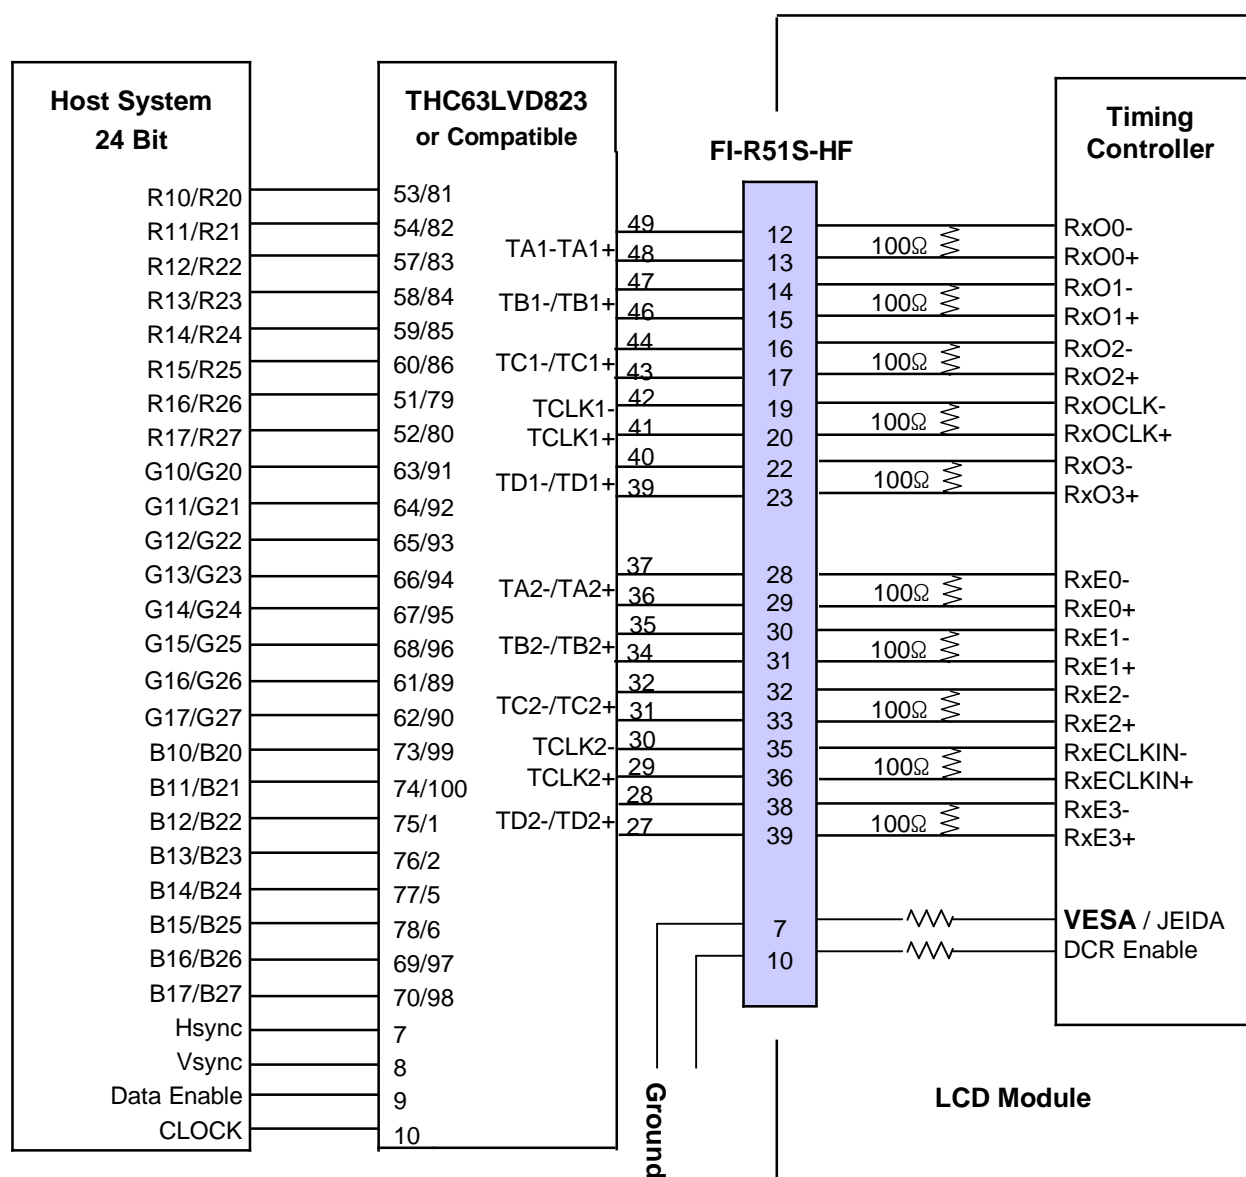 Host System
24 Bit
R10/R20
R11/R21
R12/R22
R13/R23
R14/R24
R15/R25
R16/R26
R17/R27
G10/G20
G11/G21
G12/G22
G13/G23
G14/G24
G15/G25
G16/G26
G17/G27
B10/B20
B11/B21
B12/B22
B13/B23
B14/B24
B15/B25
B16/B26
B17/B27
Hsync
Vsync
Data Enable
CLOCK
THC63LVD823
or Compatible
53/81
54/82
57/83
58/84
59/85
60/86
51/79
52/80
63/91
64/92
65/93
66/94
67/95
68/96
61/89
62/90
73/99
74/100
75/1
76/2
77/5
78/6
69/97
70/98
7
8
9
10
TA1-TA1+
TB1-/TB1+
TC1-/TC1+
TCLK1-
TCLK1+
TD1-/TD1+
TA2-/TA2+
TB2-/TB2+
TC2-/TC2+
TCLK2-
TCLK2+
TD2-/TD2+
49
48
47
46
44
43
42
41
40
39
37
36
35
34
32
31
30
29
28
27
Ground
FI-R51S-HF
12
13
14
15
16
17
19
20
22
23
28
29
30
31
32
33
35
36
38
39
7
10
100Ω
100Ω
100Ω
100Ω
100Ω
100Ω
100Ω
100Ω
100Ω
100Ω
Timing
Controller
RxO0-
RxO0+
RxO1-
RxO1+
RxO2-
RxO2+
RxOCLK-
RxOCLK+
RxO3-
RxO3+
RxE0-
RxE0+
RxE1-
RxE1+
RxE2-
RxE2+
RxECLKIN-
RxECLKIN+
RxE3-
RxE3+
VESA / JEIDA
DCR Enable
LCD Module